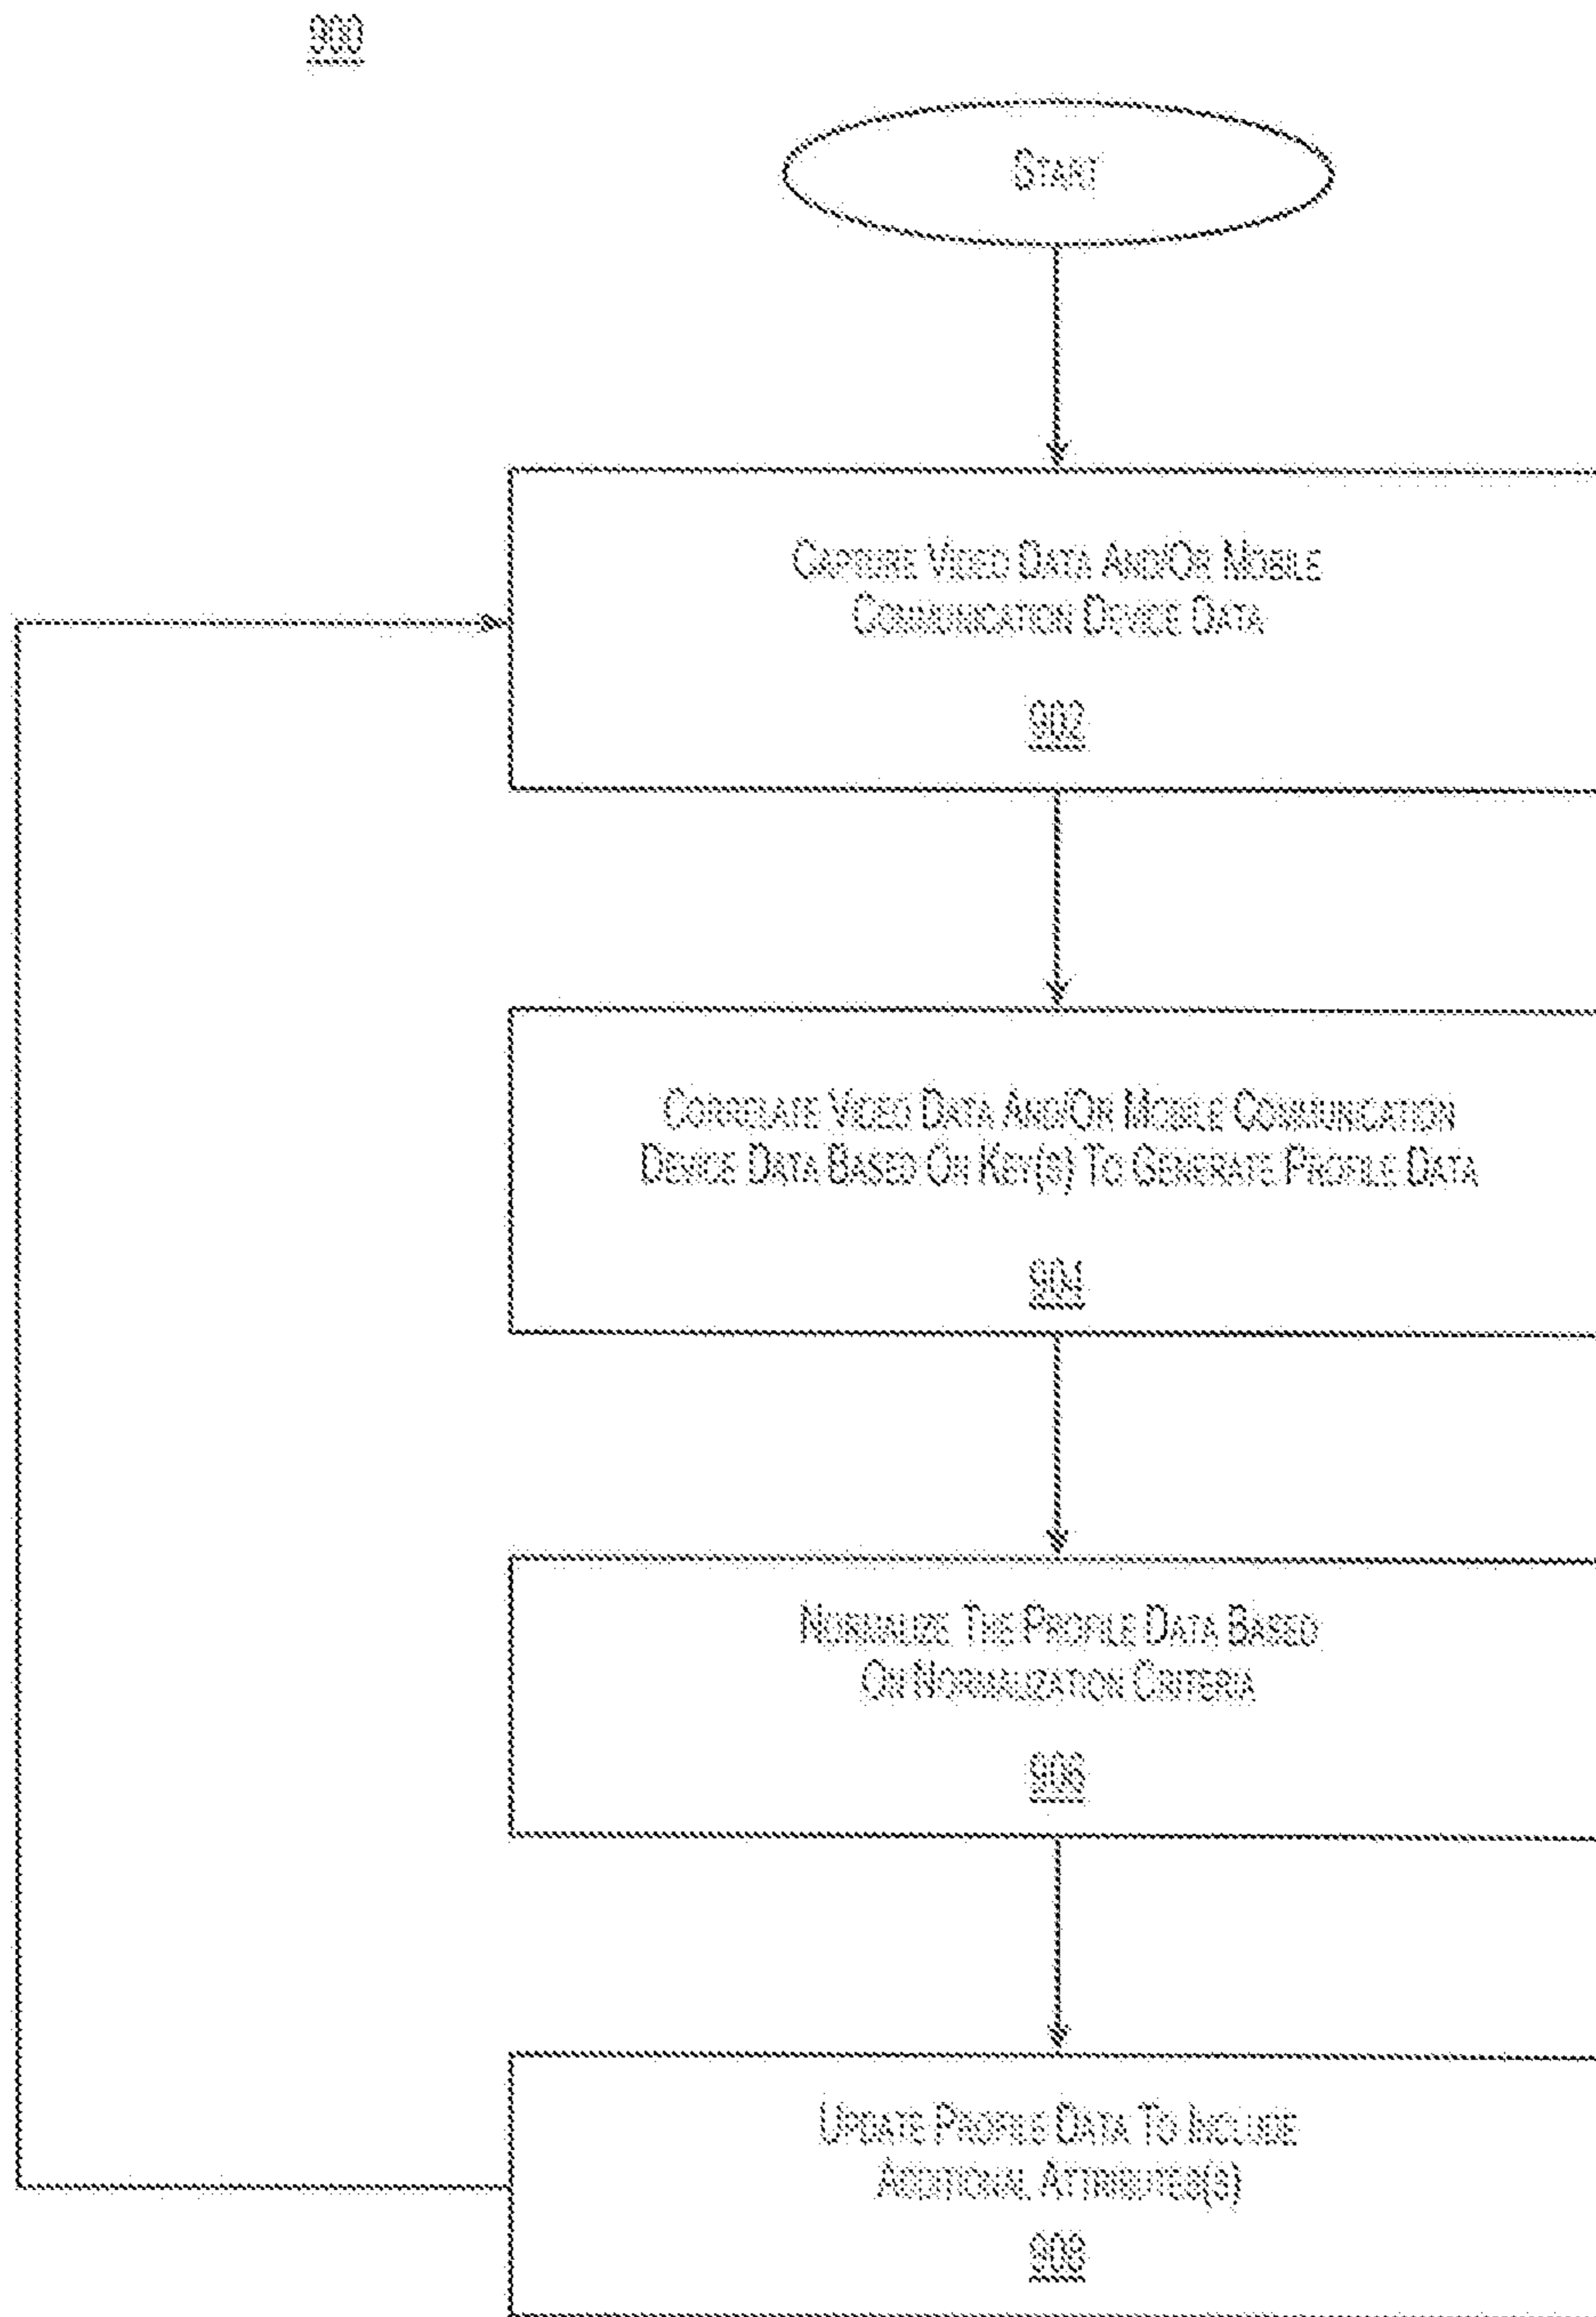 900
START
CAPTURE VIDEO DATA AND/OR MOBILE
COMMUNICATION DEVICE DATA
902
CORRELATE VIDEO DATA AND/OR MOBILE COMMUNICATION
DEVICE DATA BASED ON KEY(S) TO GENERATE PROFILE DATA
904
NORMALIZE THE PROFILE DATA BASED
ON NORMALIZATION CRITERIA
906
UPDATE PROFILE DATA TO INCLUDE
ADDITIONAL ATTRIBUTES(S)
908